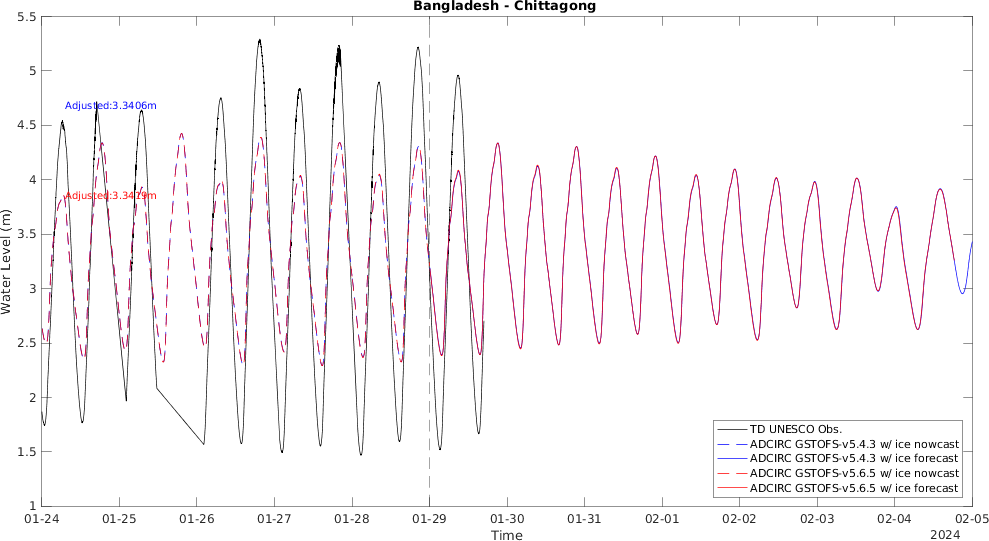 Bangladesh - Chittagong
5.5
5
4.5
4
3.5
3
2.5
2
1.5
1
Water Level (m)
Adjusted:3.3406m
Adjusted:3.3419m
TD UNESCO Obs.
ADCIRC GSTOFS-v5.4.3 w/ ice nowcast
ADCIRC GSTOFS-v5.4.3 w/ ice forecast
ADCIRC GSTOFS-v5.6.5 w/ ice nowcast
ADCIRC GSTOFS-v5.6.5 w/ ice forecast
01-24 01-25 01-26 01-27 01-28 01-29 01-30 01-31 02-01 02-02 02-03 02-04 02-05
Time
2024